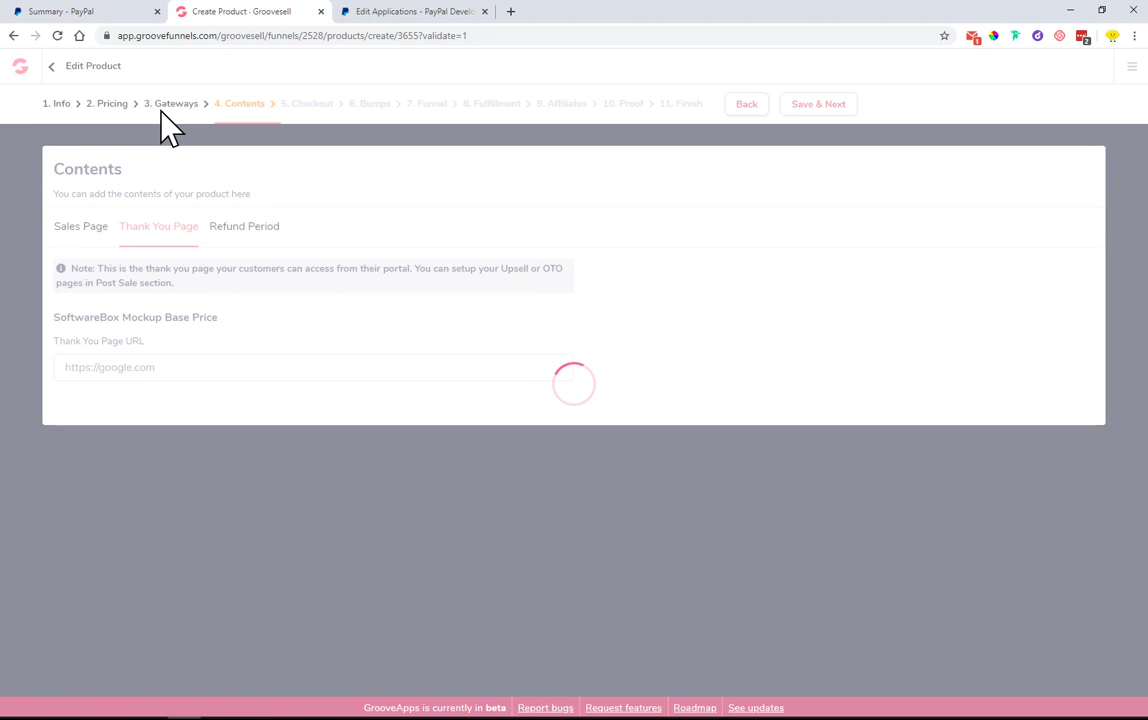 Summary - PayPal
Create Product · Groovesell
Edit Applications - PayPal Develo
app.groovefunnels.com/groovesell/funnels/2528/products/create/3655?validate=1
1
2
Edit Product
1. Info > 2. Pricing > 3. Gateways > 4. Contents > 5. Checkout > 6. Bumps > 7. Funnel > 8. Fulfillment > 9. Affiliates > 10. Proof > 11. Finish
Back
Save & Next
Contents
You can add the contents of your product here.
Sales Page
Thank You Page
Refund Period
Note: This is the thank you page your customers can access from their portal. You can setup your Upsell or OTO
pages in Post Sale section.
SoftwareBox Mockup Base Price
Thank You Page URL
https://google.com
GrooveApps is currently in beta
Report bugs
Request features
Roadmap
See updates